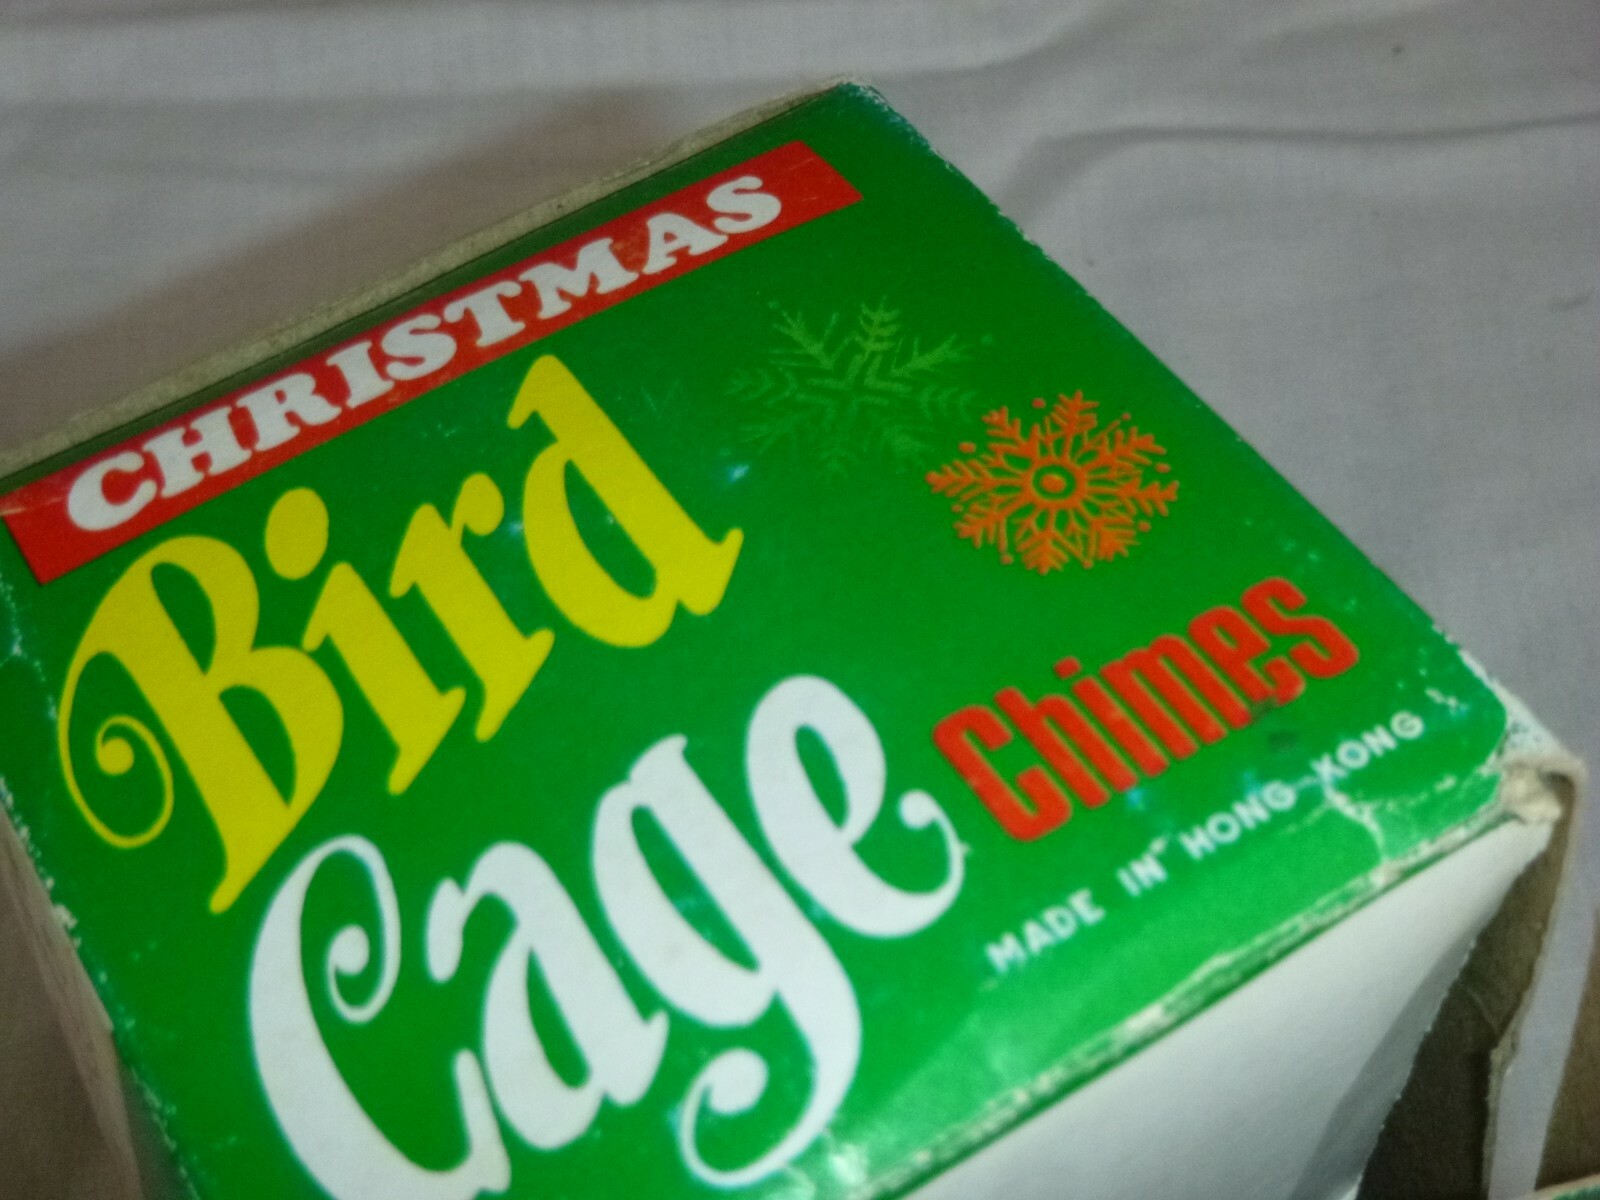 CHRISTMAS
Bird
Cage
Chimes
MADE IN HONG KONG